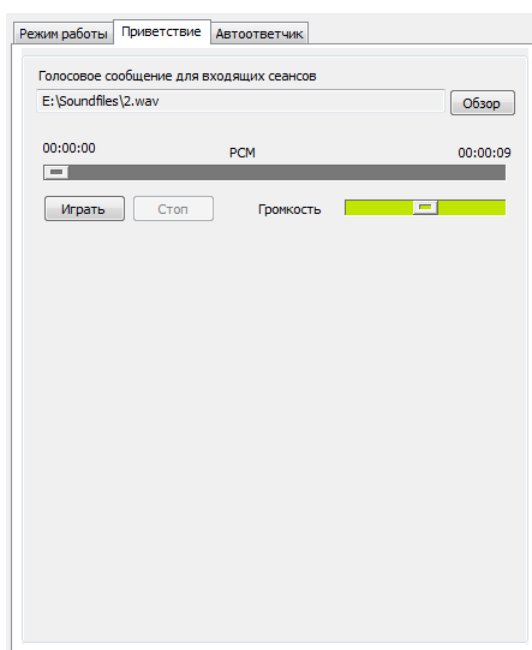 Режим работы Приветствие Автоответчик
Голосовое сообщение для входящих сеансов
E:\Soundfiles\2.wav Обзор
00:00:00 PCM 00:00:09
Играть Стоп Громкость